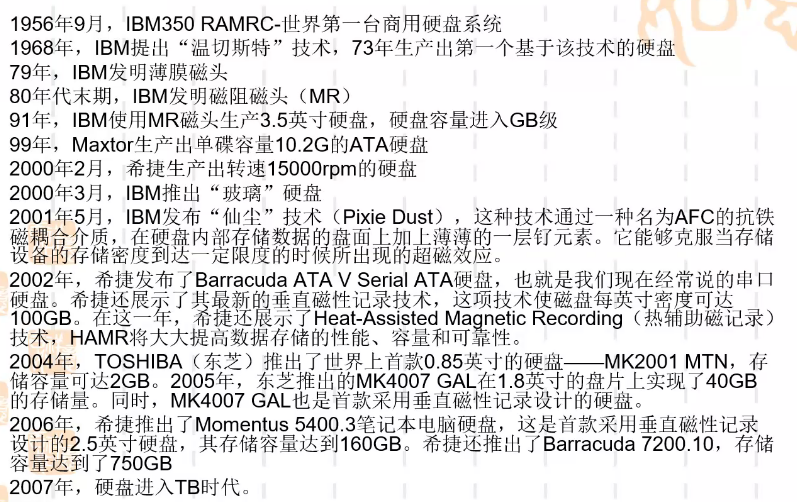 1956年9月，IBM350 RAMRC-世界第一台商用硬盘系统
1968年，IBM提出“温切斯特”技术，73年生产出第一个基于该技术的硬盘
79年，IBM发明薄膜磁头
80年代末期，IBM发明磁阻磁头（MR）
91年，IBM使用MR磁头生产3.5英寸硬盘，硬盘容量进入GB级
99年，Maxtor生产出单碟容量10.2G的ATA硬盘
2000年2月，希捷生产出转速15000rpm的硬盘
2000年3月，IBM推出“玻璃”硬盘
2001年5月，IBM发布“仙尘”技术（Pixie Dust），这种技术通过一种名为AFC的抗铁
磁耦合介质，在硬盘内部存储数据的盘面上加上薄薄的一层钌元素。它能够克服当存储
设备的存储密度到达一定限度的时候所出现的超磁效应。
2002年，希捷发布了Barracuda ATA V Serial ATA硬盘，也就是我们现在经常说的串口
硬盘。希捷还展示了其最新的垂直磁性记录技术，这项技术使磁盘每英寸密度可达
100GB。在这一年，希捷还展示了Heat-Assisted Magnetic Recording（热辅助磁记录）
技术，HAMR将大大提高数据存储的性能、容量和可靠性。
2004年，TOSHIBA（东芝）推出了世界上首款0.85英寸的硬盘——MK2001 MTN，存
储容量可达2GB。2005年，东芝推出的MK4007 GAL在1.8英寸的盘片上实现了40GB
的存储量。同时，MK4007 GAL也是首款采用垂直磁性记录设计的硬盘。
2006年，希捷推出了Momentus 5400.3笔记本电脑硬盘，这是首款采用垂直磁性记录
设计的2.5英寸硬盘，其存储容量达到160GB。希捷还推出了Barracuda 7200.10，存储
容量达到了750GB
2007年，硬盘进入TB时代。